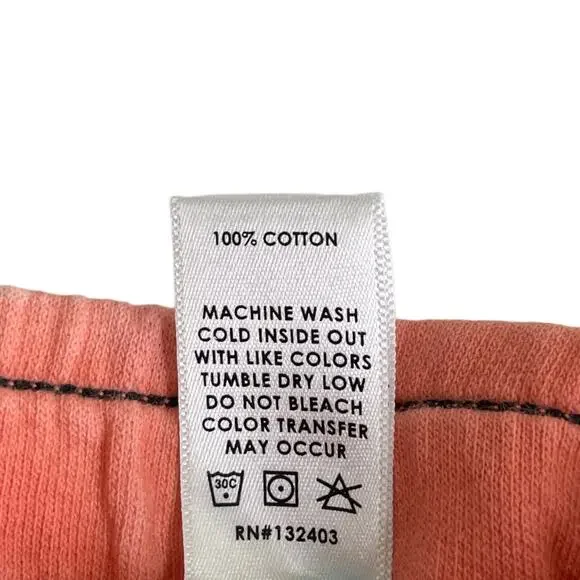 100% COTTON
MACHINE WASH
COLD INSIDE OUT
WITH LIKE COLORS
TUMBLE DRY LOW
DO NOT BLEACH
COLOR TRANSFER
MAY OCCUR
30C
RN#132403